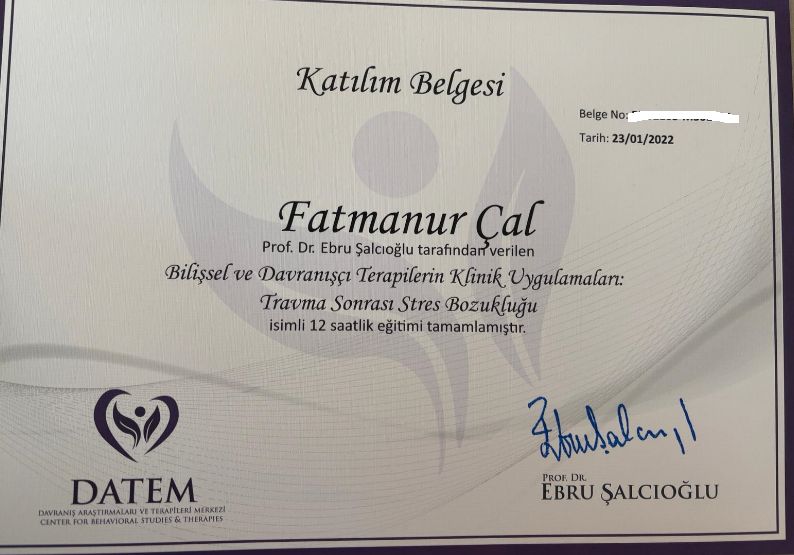 Katılım Belgesi
Belge No:
Tarih: 23/01/2022
Fatmanur Çal
Prof. Dr. Ebru Şalcıoğlu tarafından verilen
Bilişsel ve Davranışçı Terapilerin Klinik Uygulamaları:
Travma Sonrası Stres Bozukluğu
isimli 12 saatlik eğitimi tamamlamıştır.
DATEM
DAVRANIŞ ARAŞTIRMALARI VE TERAPİLERİ MERKEZİ
CENTER FOR BEHAVIORAL STUDIES & THERAPIES
PROF. DR.
EBRU ŞALCIOĞLU